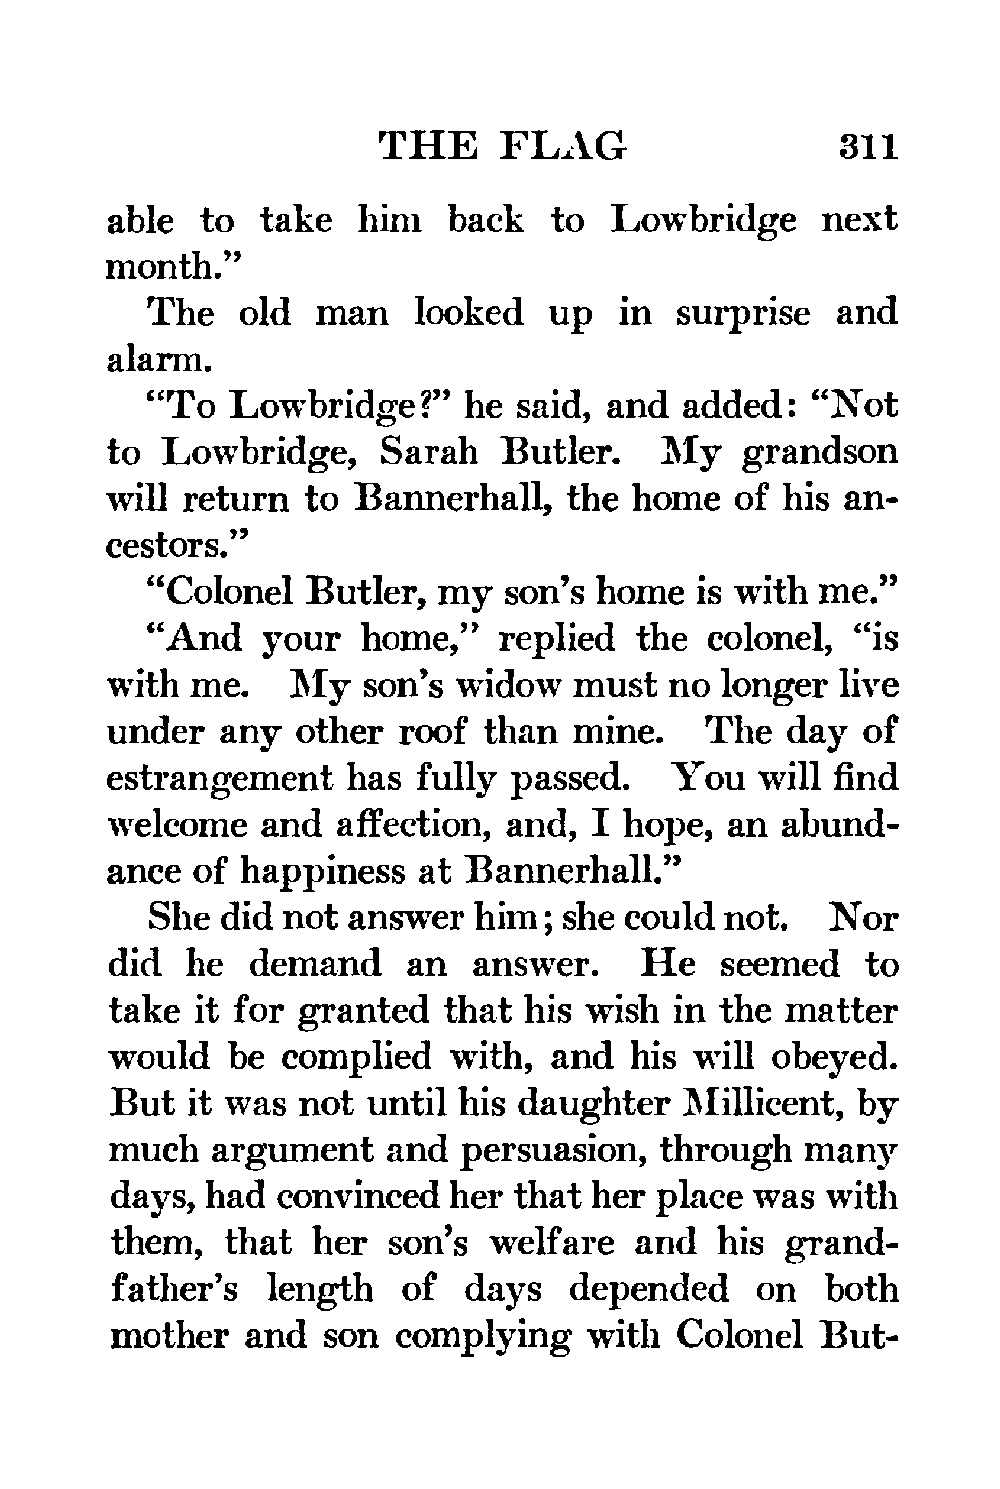 THE FLAG 311
able to take him back to Lowbridge next
month.”
The old man looked up in surprise and
alarm.
“To Lowbridge?” he said, and added: “Not
to Lowbridge, Sarah Butler. My grandson
will return to Bannerhall, the home of his an-
cestors.”
“Colonel Butler, my son’s home is with me.”
“And your home,” replied the colonel, “is
with me. My son’s widow must no longer live
under any other roof than mine. The day of
estrangement has fully passed. You will find
welcome and affection, and, I hope, an abund-
ance of happiness at Bannerhall.”
She did not answer him; she could not. Nor
did he demand an answer. He seemed to
take it for granted that his wish in the matter
would be complied with, and his will obeyed.
But it was not until his daughter Millicent, by
much argument and persuasion, through many
days, had convinced her that her place was with
them, that her son’s welfare and his grand-
father’s length of days depended on both
mother and son complying with Colonel But-